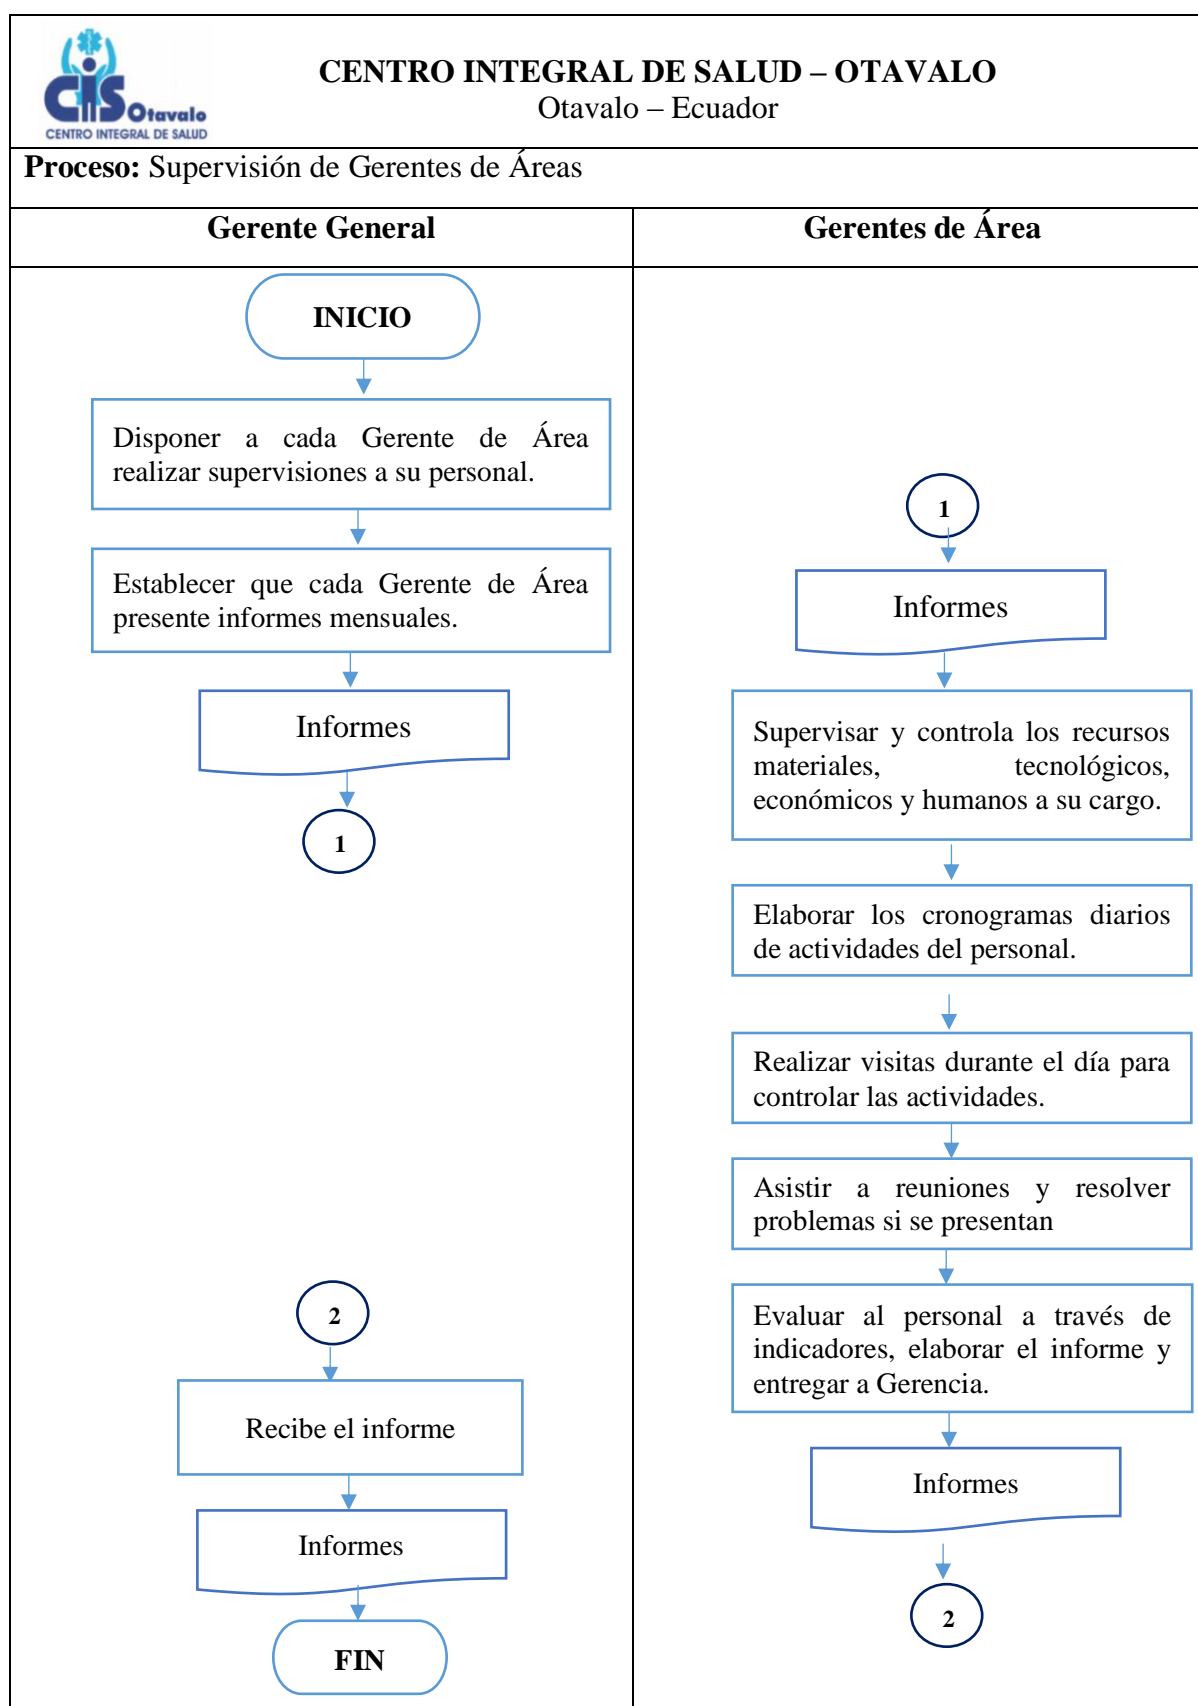 CIS Otavalo
CENTRO INTEGRAL DE SALUD
CENTRO INTEGRAL DE SALUD – OTAVALO
Otavalo – Ecuador
Proceso: Supervisión de Gerentes de Áreas
Gerente General
Gerentes de Área
INICIO
Disponer a cada Gerente de Área
realizar supervisiones a su personal.
Establecer que cada Gerente de Área
presente informes mensuales.
Informes
1
1
Informes
Supervisar y controla los recursos
materiales, tecnológicos,
económicos y humanos a su cargo.
Elaborar los cronogramas diarios
de actividades del personal.
Realizar visitas durante el día para
controlar las actividades.
Asistir a reuniones y resolver
problemas si se presentan
Evaluar al personal a través de
indicadores, elaborar el informe y
entregar a Gerencia.
Informes
2
2
Recibe el informe
Informes
FIN